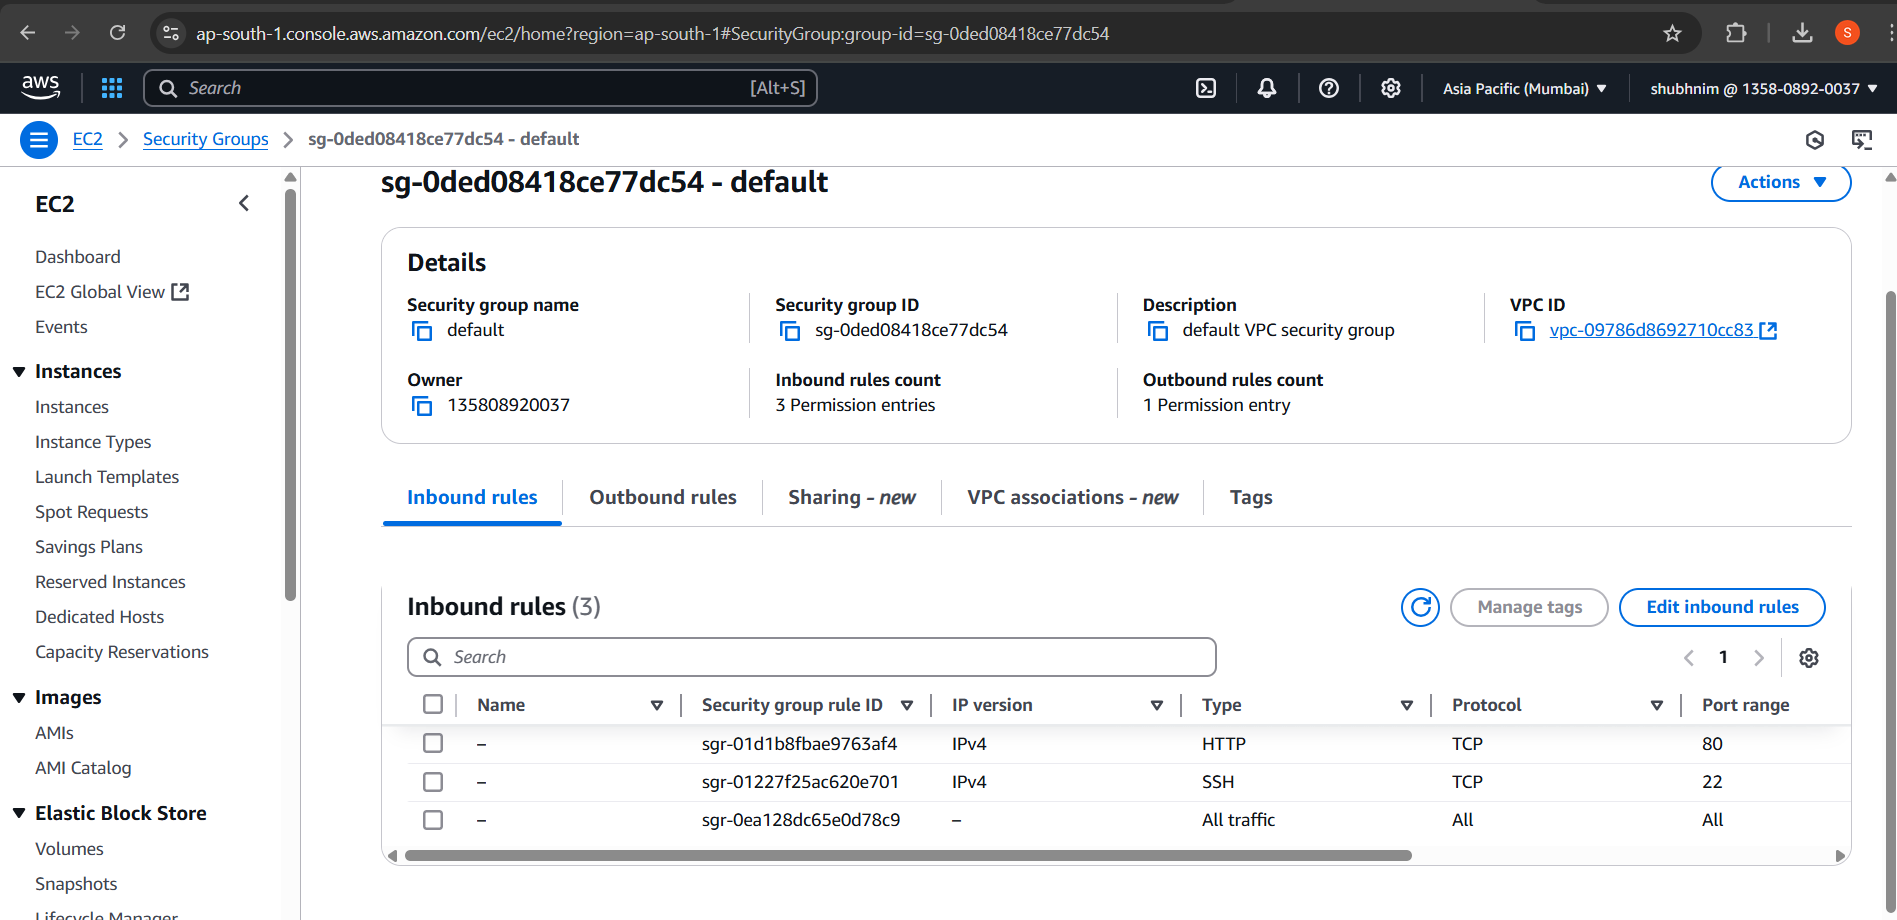 ap-south-1.console.aws.amazon.com/ec2/home?region=ap-south-1#SecurityGroup:group-id=sg-0ded08418ce77dc54
S
aws
Search
[Alt+S]
Asia Pacific (Mumbai)
shubhnim @ 1358-0892-0037
EC2
Security Groups
sg-0ded08418ce77dc54 - default
EC2
Dashboard
EC2 Global View
Events
Instances
Instances
Instance Types
Launch Templates
Spot Requests
Savings Plans
Reserved Instances
Dedicated Hosts
Capacity Reservations
Images
AMIs
AMI Catalog
Elastic Block Store
Volumes
Snapshots
Lifecycle Manager
sg-0ded08418ce77dc54 - default
Actions
Details
Security group name
default
Security group ID
sg-0ded08418ce77dc54
Description
default VPC security group
VPC ID
vpc-09786d8692710cc83
Owner
135808920037
Inbound rules count
3 Permission entries
Outbound rules count
1 Permission entry
Inbound rules
Outbound rules
Sharing - new
VPC associations - new
Tags
Inbound rules (3)
Manage tags
Edit inbound rules
Search
1
Name Security group rule ID IP version Type Protocol Port range
– sgr-01d1b8fbae9763af4 IPv4 HTTP TCP 80
– sgr-01227f25ac620e701 IPv4 SSH TCP 22
– sgr-0ea128dc65e0d78c9 – All traffic All All